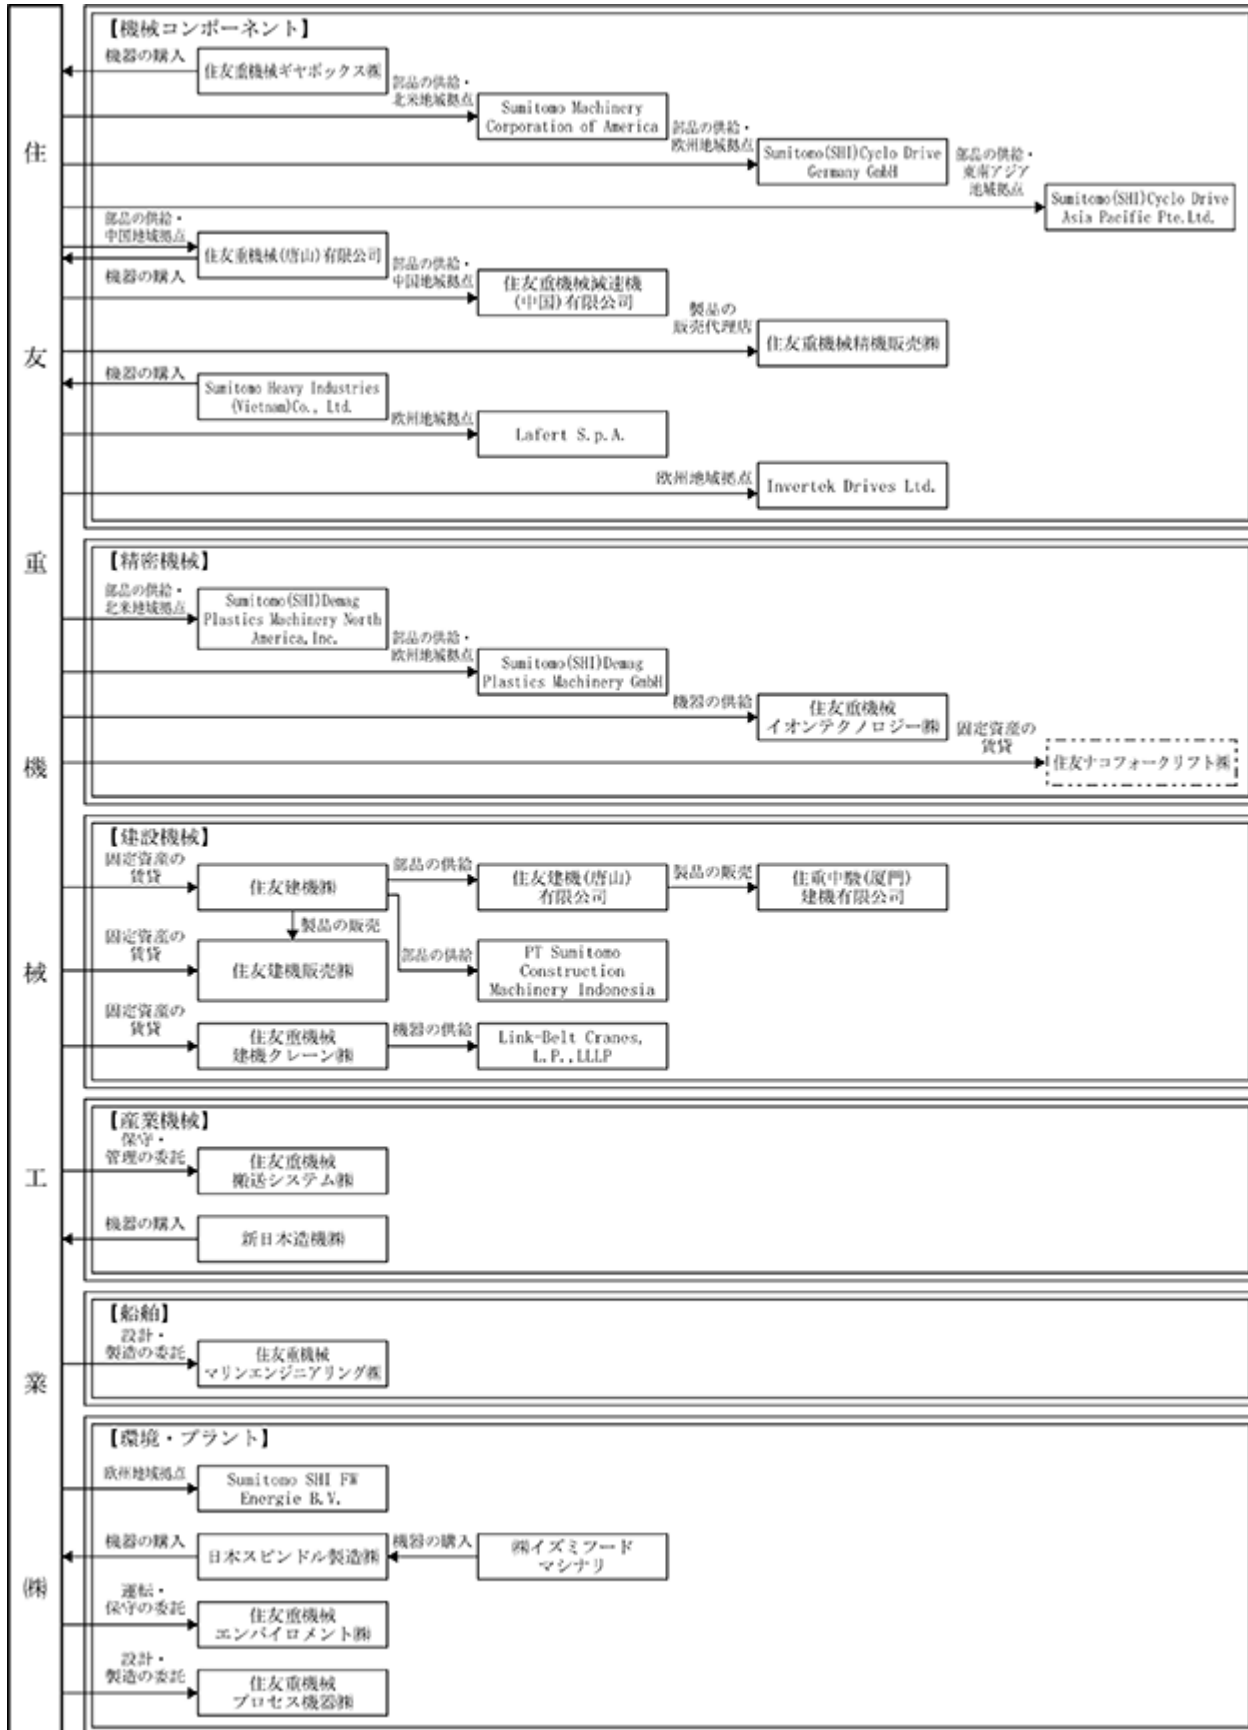 住友重機械工業㈱
【機械コンポーネント】
機器の購入
住友重機械ギヤボックス㈱
部品の供給・
北米地域拠点
Sumitomo Machinery
Corporation of America
部品の供給・
欧州地域拠点
Sumitomo(SHI)Cyclo Drive
Germany GmbH
部品の供給・
東南アジア
地域拠点
Sumitomo(SHI)Cyclo Drive
Asia Pacific Pte.Ltd.
部品の供給・
中国地域拠点
住友重機械(唐山)有限公司
機器の購入
部品の供給・
中国地域拠点
住友重機械減速機
(中国)有限公司
製品の
販売代理店
住友重機械精機販売㈱
機器の購入
Sumitomo Heavy Industries
(Vietnam)Co., Ltd.
欧州地域拠点
Lafert S.p.A.
欧州地域拠点
Invertek Drives Ltd.
【精密機械】
部品の供給・
北米地域拠点
Sumitomo(SHI)Demag
Plastics Machinery North
America,Inc.
部品の供給・
欧州地域拠点
Sumitomo(SHI)Demag
Plastics Machinery GmbH
機器の供給
住友重機械
イオンテクノロジー㈱
固定資産の
賃貸
住友ナコフォークリフト㈱
【建設機械】
固定資産の
賃貸
住友建機㈱
部品の供給
住友建機(唐山)
有限公司
製品の販売
住重中駿(厦門)
建機有限公司
製品の販売
固定資産の
賃貸
住友建機販売㈱
部品の供給
PT Sumitomo
Construction
Machinery Indonesia
固定資産の
賃貸
住友重機械
建機クレーン㈱
機器の供給
Link-Belt Cranes,
L.P.,LLLP
【産業機械】
保守・
管理の委託
住友重機械
搬送システム㈱
機器の購入
新日本造機㈱
【船舶】
設計・
製造の委託
住友重機械
マリンエンジニアリング㈱
【環境・プラント】
欧州地域拠点
Sumitomo SHI FW
Energie B.V.
機器の購入
日本スピンドル製造㈱
機器の購入
㈱イズミフード
マシナリ
運転・
保守の委託
住友重機械
エンバイロメント㈱
設計・
製造の委託
住友重機械
プロセス機器㈱